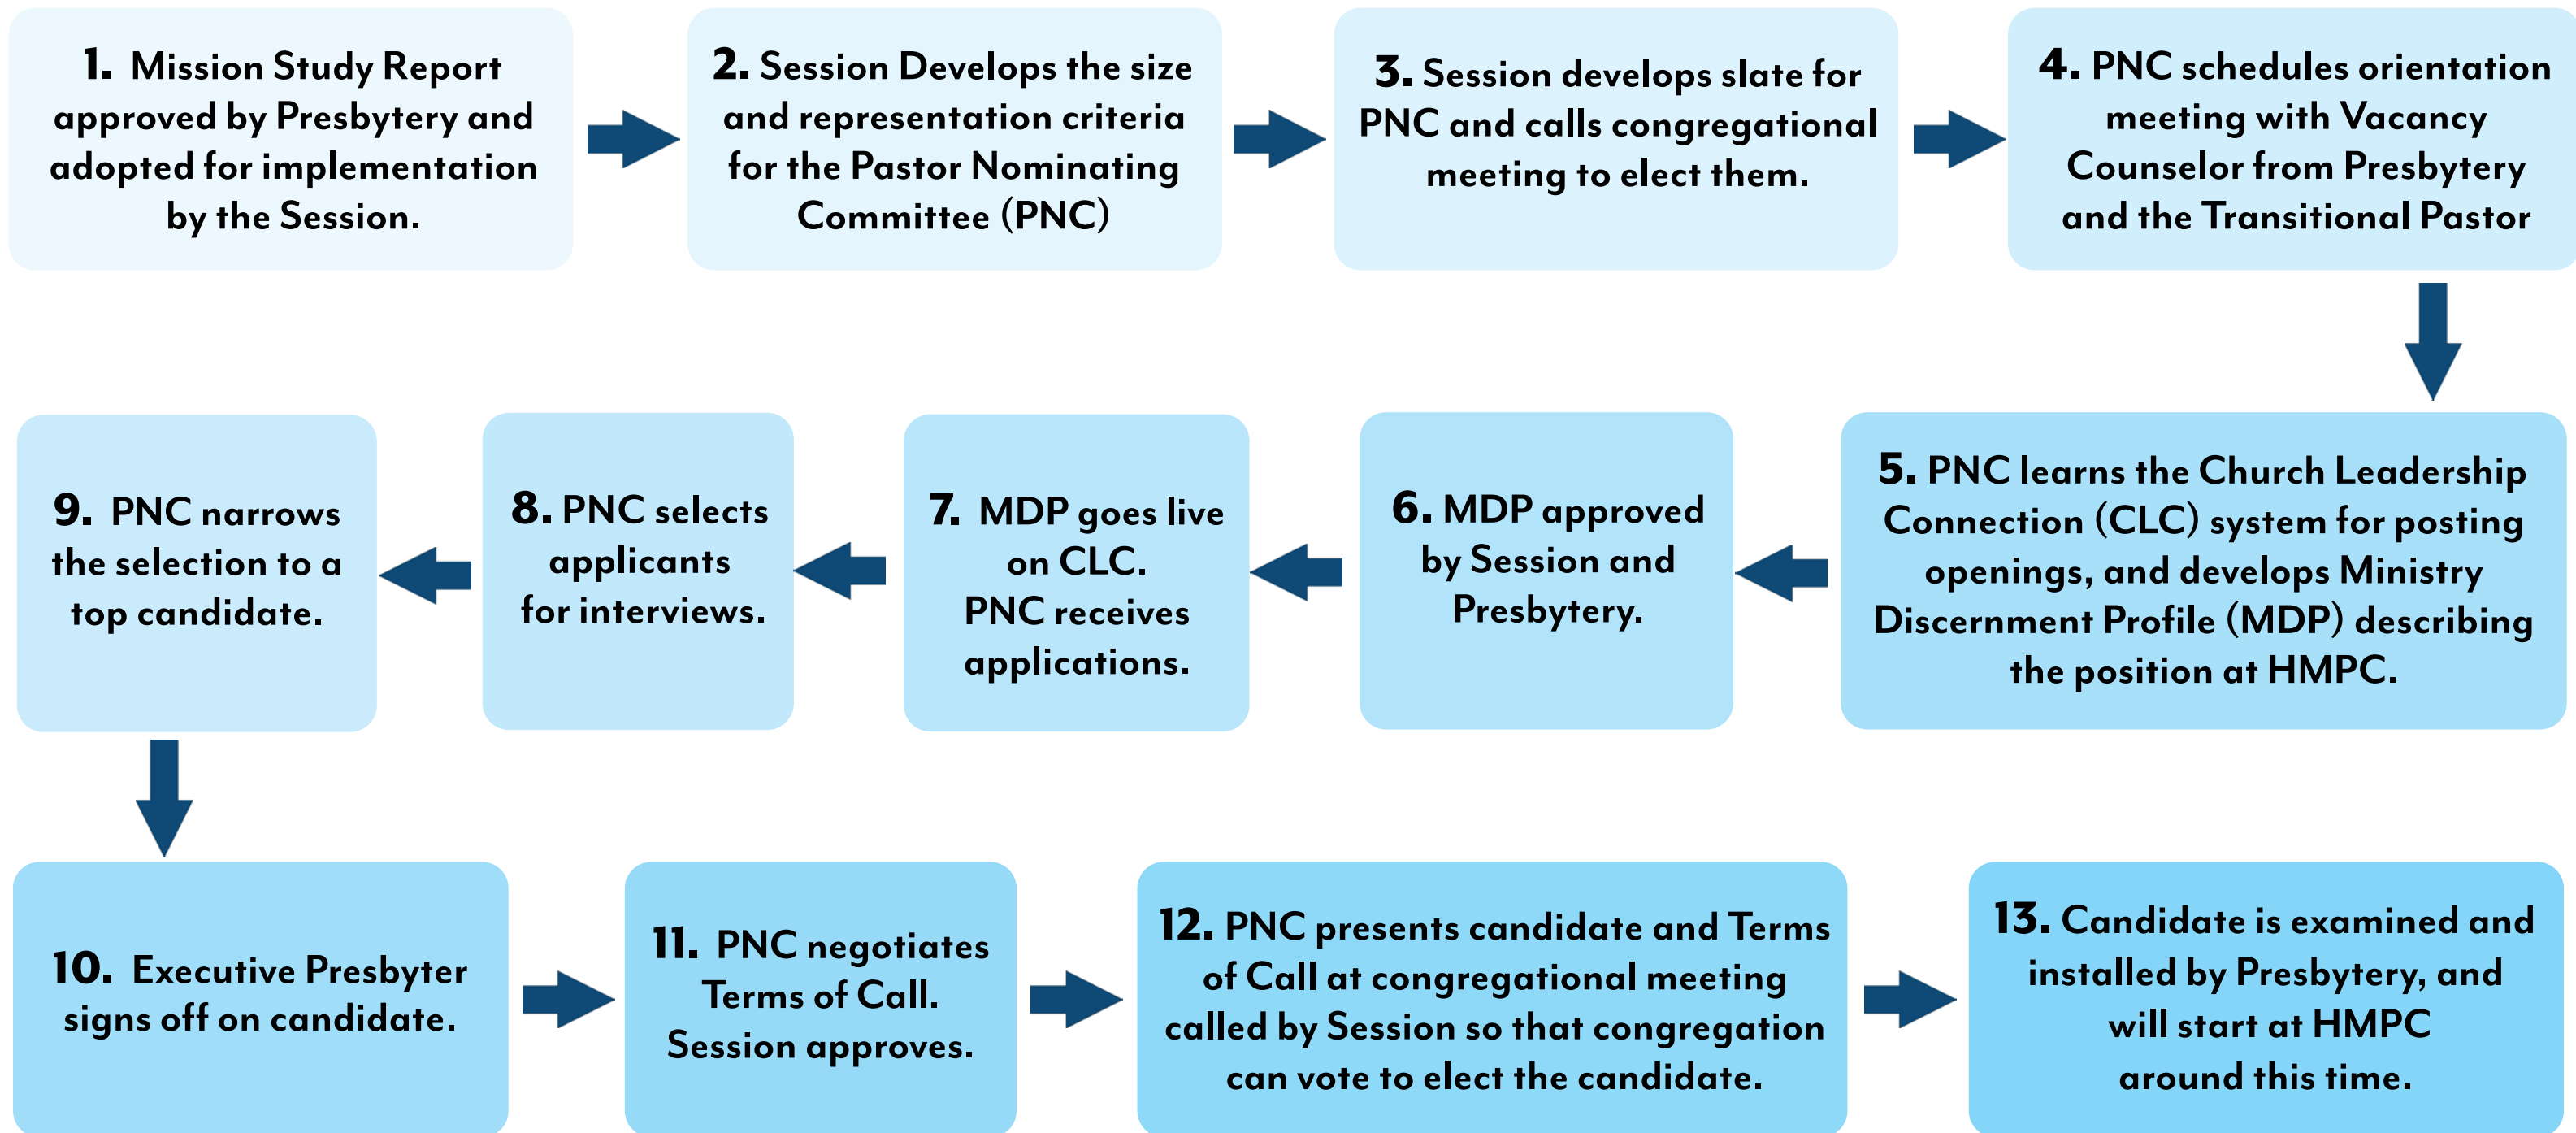 1. Mission Study Report
approved by Presbytery and
adopted for implementation
by the Session.
2. Session Develops the size
and representation criteria
for the Pastor Nominating
Committee (PNC)
3. Session develops slate for
PNC and calls congregational
meeting to elect them.
4. PNC schedules orientation
meeting with Vacancy
Counselor from Presbytery
and the Transitional Pastor
5. PNC learns the Church Leadership
Connection (CLC) system for posting
openings, and develops Ministry
Discernment Profile (MDP) describing
the position at HMPC.
6. MDP approved
by Session and
Presbytery.
7. MDP goes live
on CLC.
PNC receives
applications.
8. PNC selects
applicants
for interviews.
9. PNC narrows
the selection to a
top candidate.
10. Executive Presbyter
signs off on candidate.
11. PNC negotiates
Terms of Call.
Session approves.
12. PNC presents candidate and Terms
of Call at congregational meeting
called by Session so that congregation
can vote to elect the candidate.
13. Candidate is examined and
installed by Presbytery, and
will start at HMPC
around this time.